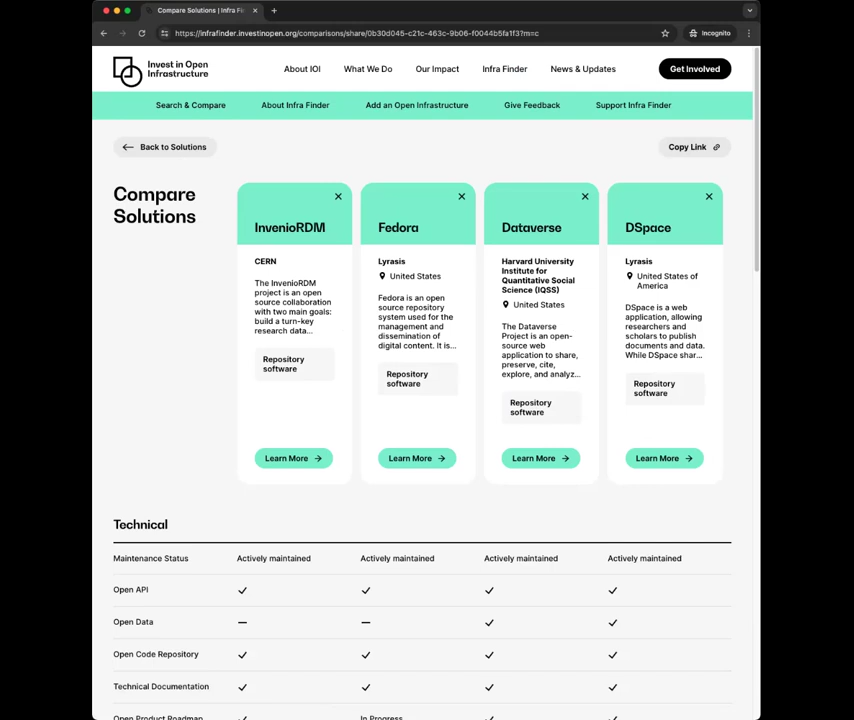 Compare Solutions | Infra Fi
https://infrafinder.investinopen.org/comparisons/share/0b30d045-c21c-463c-9b06-f0044b5fa1f3?m=c
Incognito
Invest in Open
Infrastructure
About IOI
What We Do
Our Impact
Infra Finder
News & Updates
Get Involved
Search & Compare
About Infra Finder
Add an Open Infrastructure
Give Feedback
Support Infra Finder
Back to Solutions
Copy Link
Compare
Solutions
InvenioRDM
CERN
The InvenioRDM
project is an open
source collaboration
with two main goals:
build a turn-key
research data...
Repository
software
Learn More
Fedora
Lyrasis
United States
Fedora is an open
source repository
system used for the
management and
dissemination of
digital content. It is...
Repository
software
Learn More
Dataverse
Harvard University
Institute for
Quantitative Social
Science (IQSS)
United States
The Dataverse
Project is an open-
source web
application to share,
preserve, cite,
explore, and analyz...
Repository
software
Learn More
DSpace
Lyrasis
United States of
America
DSpace is a web
application, allowing
researchers and
scholars to publish
documents and data.
While DSpace shar...
Repository
software
Learn More
Technical
Maintenance Status Actively maintained Actively maintained Actively maintained Actively maintained
Open API
Open Data
Open Code Repository
Technical Documentation
Open Product Roadmap In Progress